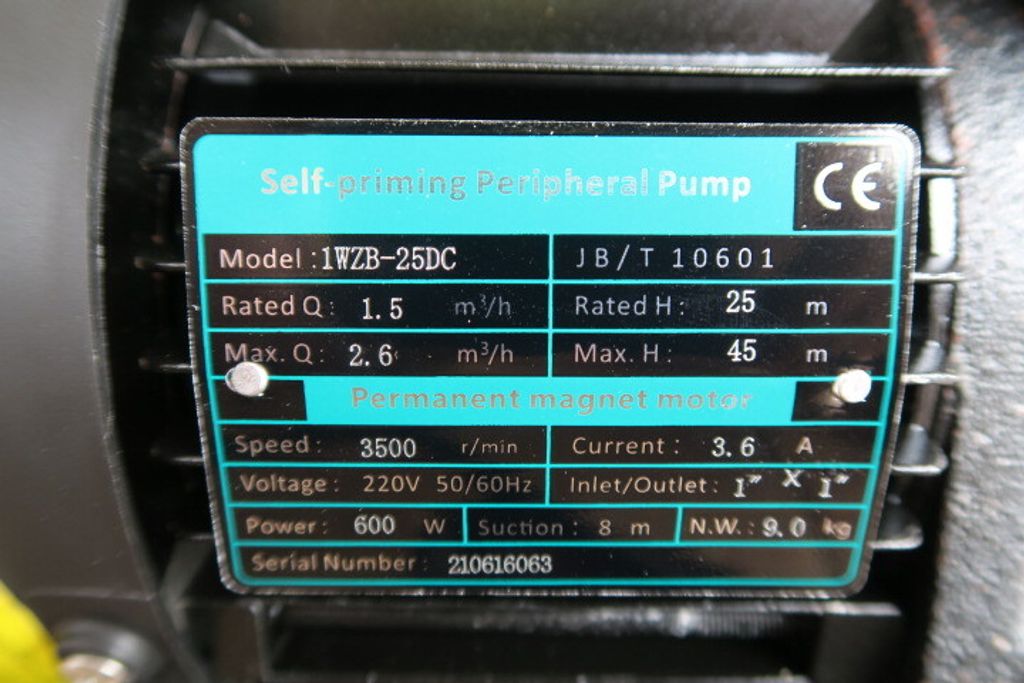 Self-priming Peripheral Pump CE
Model : 1WZB-25DC JB/T 10601
Rated Q : 1.5 m³/h Rated H : 25 m
Max. Q : 2.6 m³/h Max. H : 45 m
Permanent magnet motor
Speed : 3500 r/min Current : 3.6 A
Voltage : 220V 50/60Hz Inlet/Outlet : 1" X 1"
Power : 600 W Suction : 8 m N.W. : 9.0 kg
Serial Number : 210616063